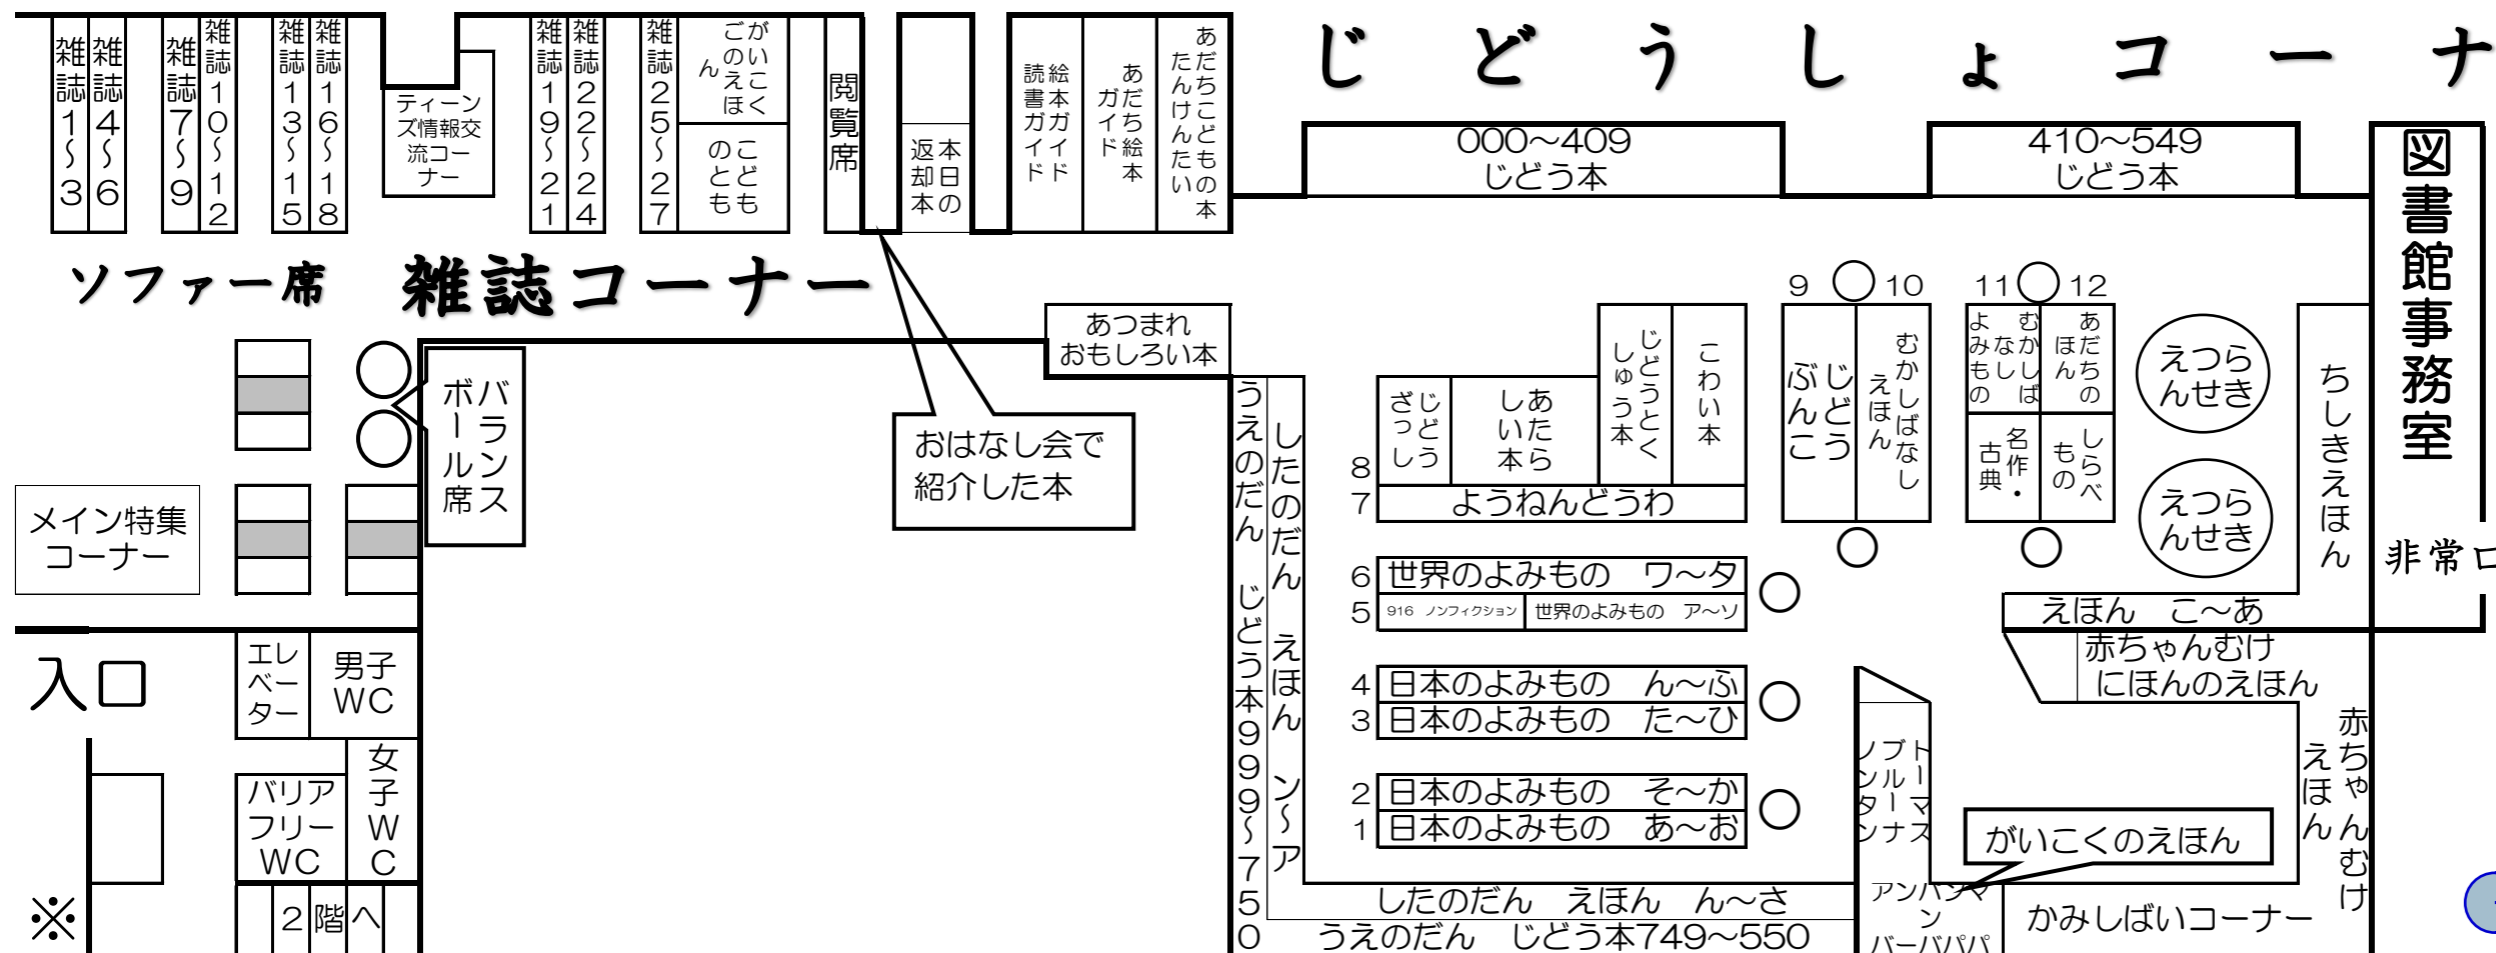 雑誌1～3
雑誌4～6
雑誌7～9
雑誌10～12
雑誌13～15
雑誌16～18
ティーン
ズ情報交
流コー
ナー
雑誌19～21
雑誌22～24
雑誌25～27
がいこく
ごのえほ
ん
こども
のとも
閲覧席
本日の
返却本
絵本ガイド
読書ガイド
あだち絵本
ガイド
あだちこどもの本
たんけんたい
じどうしょコーナ
000～409
じどう本
410～549
じどう本
図書館事務室
ソファー席
雑誌コーナー
あつまれ
おもしろい本
バランス
ボール席
おはなし会で
紹介した本
メイン特集
コーナー
うえのだん じどう本999～750
したのだん えほん ン～ア
8
じどう
ざっし
あたら
しい本
じどうとく
しゅう本
こわい本
7
ようねんどうわ
9
10
じどう
ぶんこ
むかしばなし
えほん
11
12
むかしば
なし
よみもの
あだちの
ほん
名作・
古典
しらべ
もの
えつら
んせき
えつら
んせき
ちしきえほん
非常口
6
世界のよみもの ワ～タ
5
916 ノンフィクション
世界のよみもの ア～ソ
えほん こ～あ
赤ちゃんむけ
にほんのえほん
4
日本のよみもの ん～ふ
3
日本のよみもの た～ひ
2
日本のよみもの そ～か
1
日本のよみもの あ～お
トーマス
ブルーナ
ノンタン
赤ちゃんむけ
えほん
がいこくのえほん
アンパンマ
ン
バーバパパ
かみしばいコーナー
したのだん えほん ん～さ
うえのだん じどう本749～550
入口
エレ
ベー
ター
男子
WC
女子WC
バリア
フリー
WC
※
2階へ